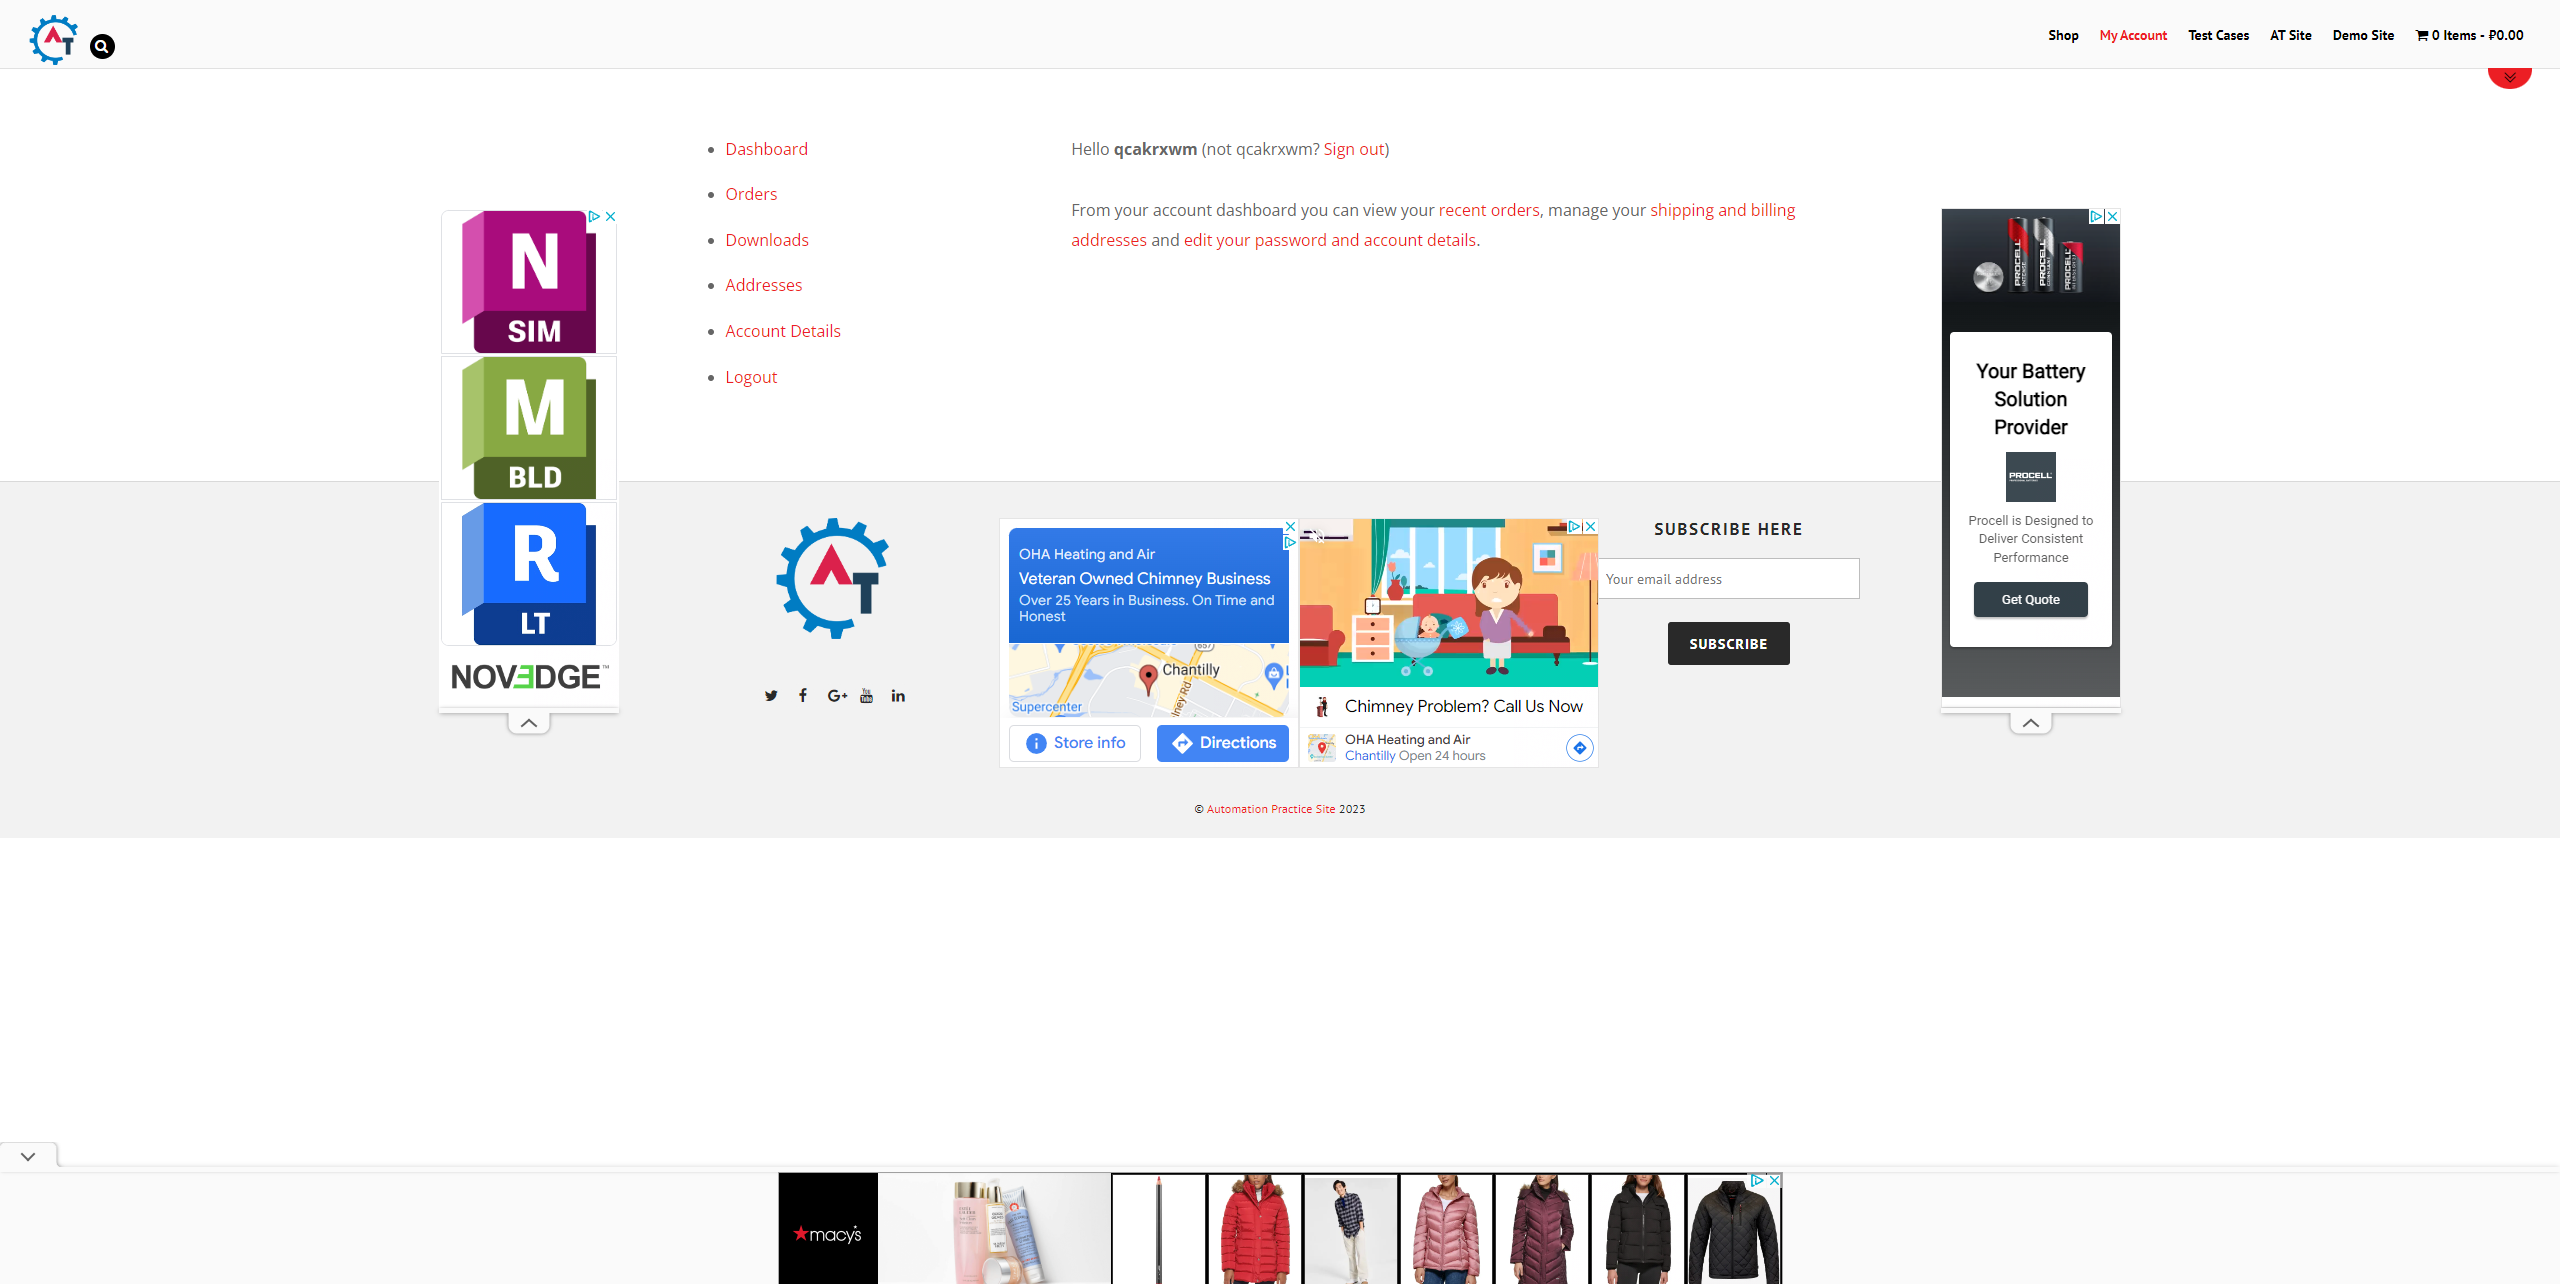 Shop
My Account
Test Cases
AT Site
Demo Site
0 Items - ₽0.00
AT
Dashboard
Orders
Downloads
Addresses
Account Details
Logout
Hello qcakrxwm (not qcakrxwm? Sign out)
From your account dashboard you can view your recent orders, manage your shipping and billing
addresses and edit your password and account details.
N
SIM
M
BLD
R
LT
NOVEDGE™
PROCELL
PROCELL
PROCELL
Your Battery
Solution
Provider
PROCELL
Procell is Designed to
Deliver Consistent
Performance
Get Quote
AT
OHA Heating and Air
Veteran Owned Chimney Business
Over 25 Years in Business. On Time and
Honest
657
Chantilly
Supercenter
Store info
Directions
Chimney Problem? Call Us Now
OHA Heating and Air
Chantilly Open 24 hours
SUBSCRIBE HERE
Your email address
SUBSCRIBE
© Automation Practice Site 2023
macy's